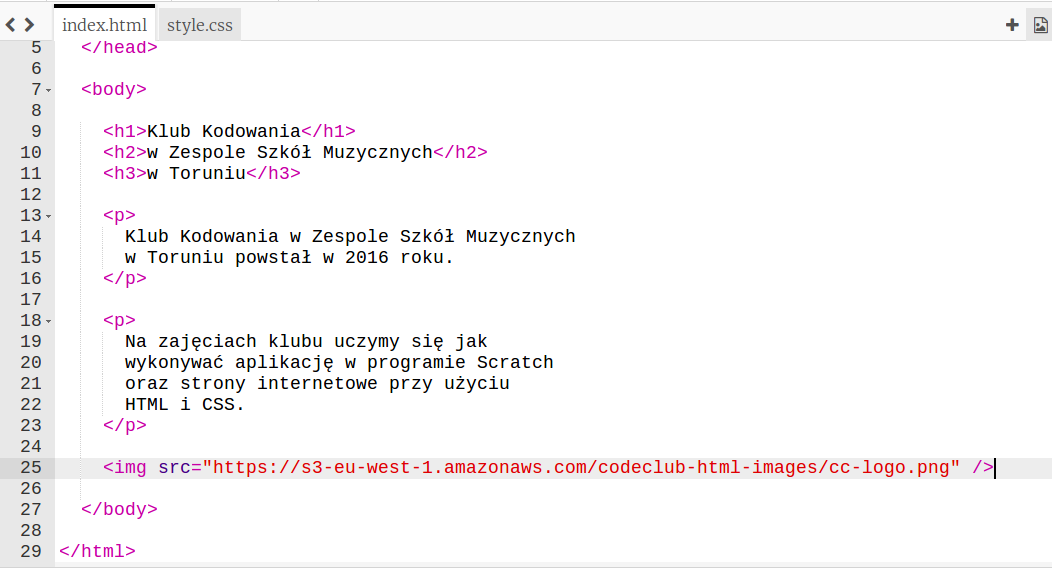 index.html style.css
5 </head>
6
7 <body>
8
9 <h1>Klub Kodowania</h1>
10 <h2>w Zespole Szkół Muzycznych</h2>
11 <h3>w Toruniu</h3>
12
13 <p>
14 Klub Kodowania w Zespole Szkół Muzycznych
15 w Toruniu powstał w 2016 roku.
16 </p>
17
18 <p>
19 Na zajęciach klubu uczymy się jak
20 wykonywać aplikację w programie Scratch
21 oraz strony internetowe przy użyciu
22 HTML i CSS.
23 </p>
24
25 <img src="https://s3-eu-west-1.amazonaws.com/codeclub-html-images/cc-logo.png" />
26
27 </body>
28
29 </html>